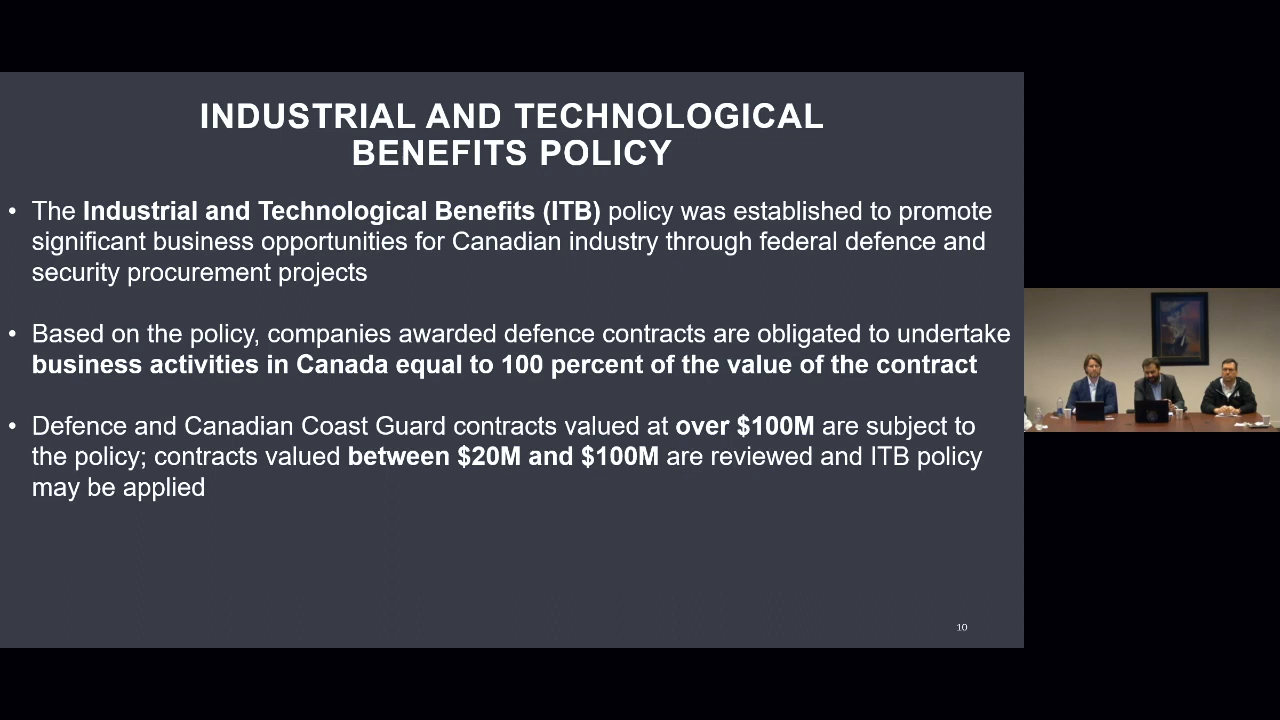 INDUSTRIAL AND TECHNOLOGICAL
BENEFITS POLICY
• The Industrial and Technological Benefits (ITB) policy was established to promote
significant business opportunities for Canadian industry through federal defence and
security procurement projects
• Based on the policy, companies awarded defence contracts are obligated to undertake
business activities in Canada equal to 100 percent of the value of the contract
• Defence and Canadian Coast Guard contracts valued at over $100M are subject to
the policy; contracts valued between $20M and $100M are reviewed and ITB policy
may be applied
10